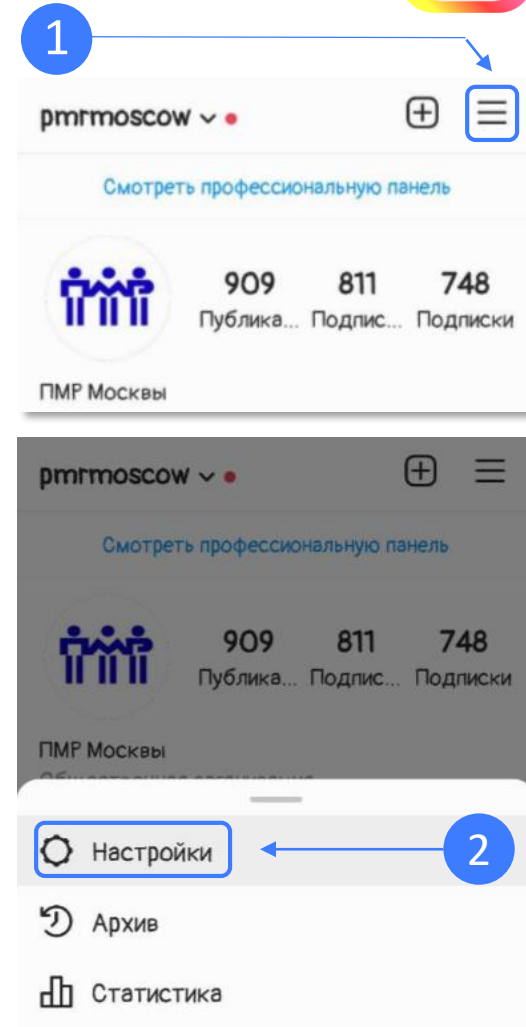 1
pmrmoscow
Смотреть профессиональную панель
909 811 748
Публика... Подпис... Подписки
ПМР Москвы
pmrmoscow
Смотреть профессиональную панель
909 811 748
Публика... Подпис... Подписки
ПМР Москвы
Настройки 2
Архив
Статистика